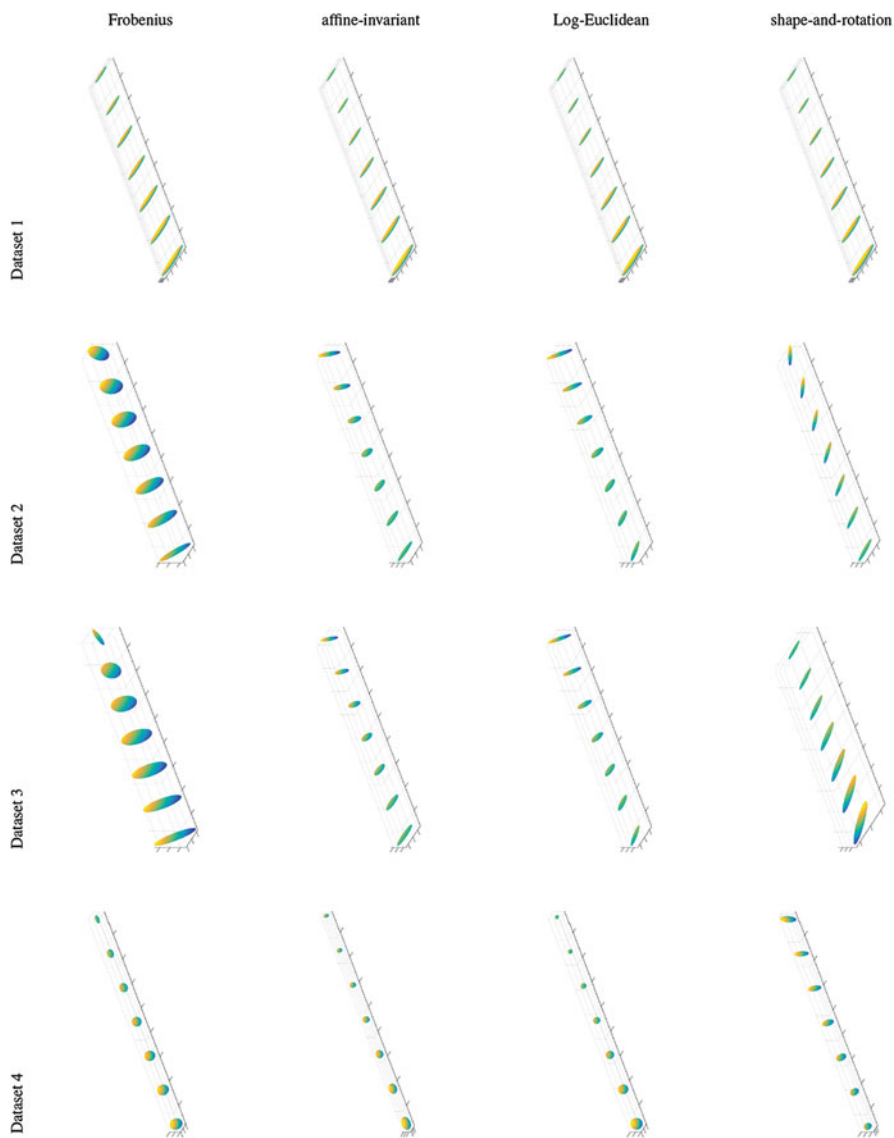 Frobenius affine-invariant Log-Euclidean shape-and-rotation
Dataset 1
Dataset 2
Dataset 3
Dataset 4